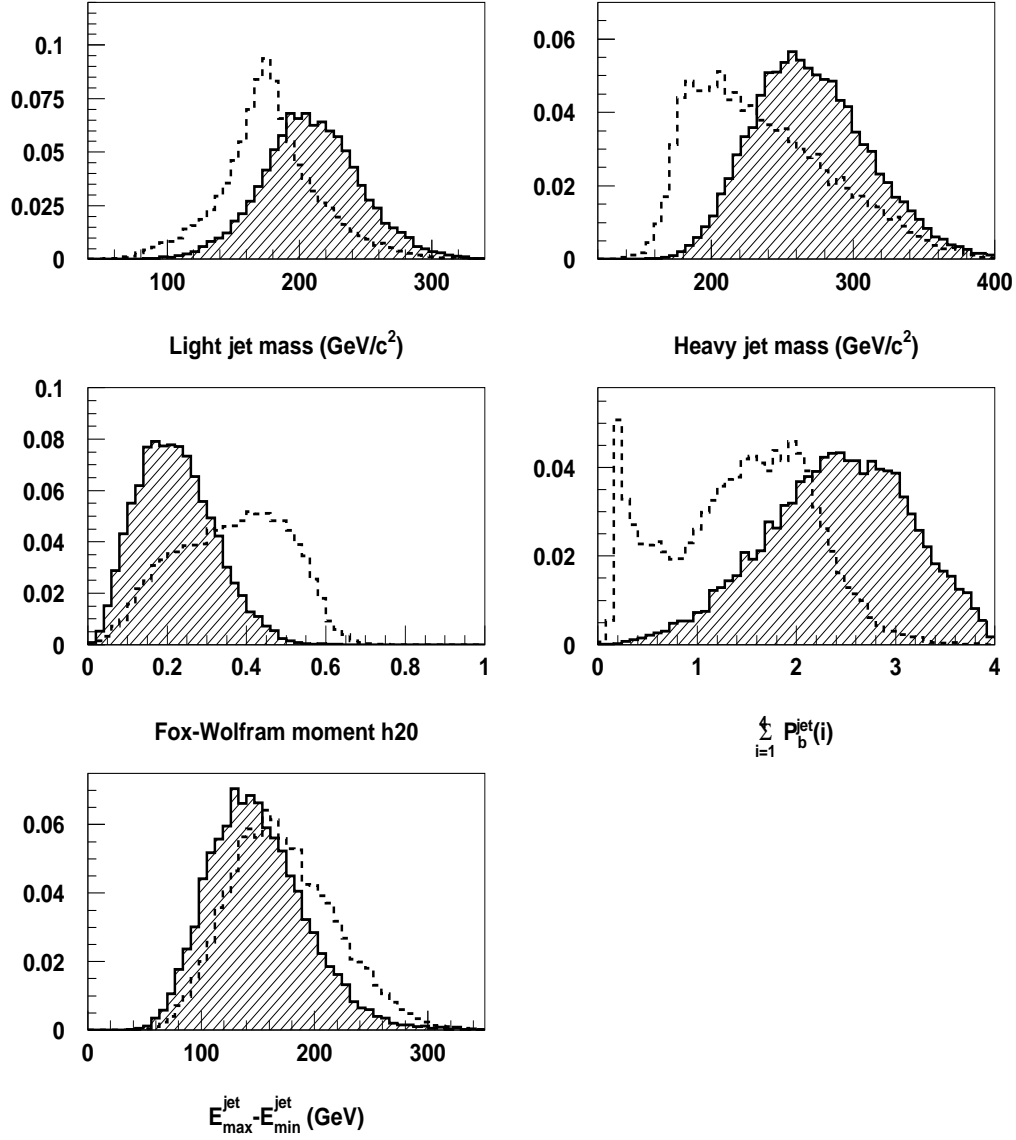 0.1
0.075
0.05
0.025
0
100 200 300
Light jet mass (GeV/c²)
0.06
0.04
0.02
0
200 300 400
Heavy jet mass (GeV/c²)
0.1
0.08
0.06
0.04
0.02
0
0 0.2 0.4 0.6 0.8 1
Fox-Wolfram moment h20
0.04
0.02
0
0 1 2 3 4
4
Σ P_b^jet(i)
i=1
0.06
0.04
0.02
0
0 100 200 300
E_max^jet-E_min^jet (GeV)